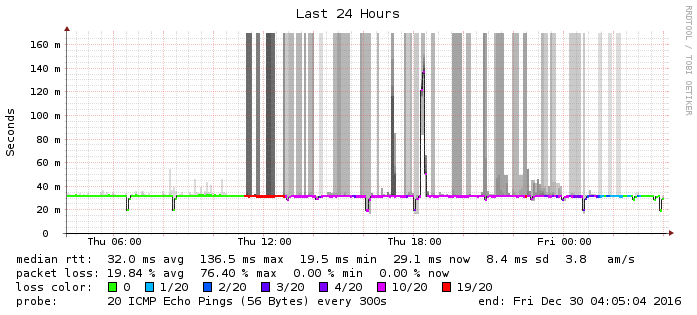 Last 24 Hours
RRDTOOL / TOBI OETIKER
Seconds
160 m
140 m
120 m
100 m
80 m
60 m
40 m
20 m
0
Thu 06:00 Thu 12:00 Thu 18:00 Fri 00:00
median rtt: 32.0 ms avg 136.5 ms max 19.5 ms min 29.1 ms now 8.4 ms sd 3.8 am/s
packet loss: 19.84 % avg 76.40 % max 0.00 % min 0.00 % now
loss color: 0 1/20 2/20 3/20 4/20 10/20 19/20
probe: 20 ICMP Echo Pings (56 Bytes) every 300s end: Fri Dec 30 04:05:04 2016